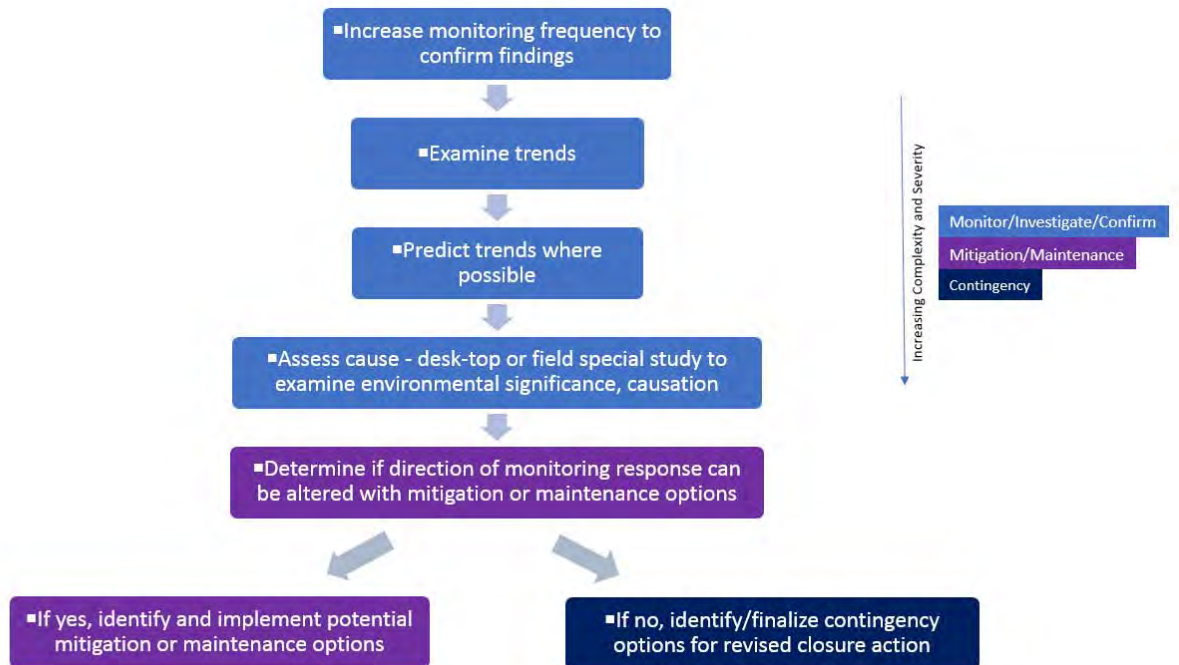 ▪Increase monitoring frequency to
confirm findings
▪Examine trends
▪Predict trends where
possible
▪Assess cause - desk-top or field special study to
examine environmental significance, causation
▪Determine if direction of monitoring response can
be altered with mitigation or maintenance options
▪If yes, identify and implement potential
mitigation or maintenance options
▪If no, identify/finalize contingency
options for revised closure action
Increasing Complexity and Severity
Monitor/Investigate/Confirm
Mitigation/Maintenance
Contingency